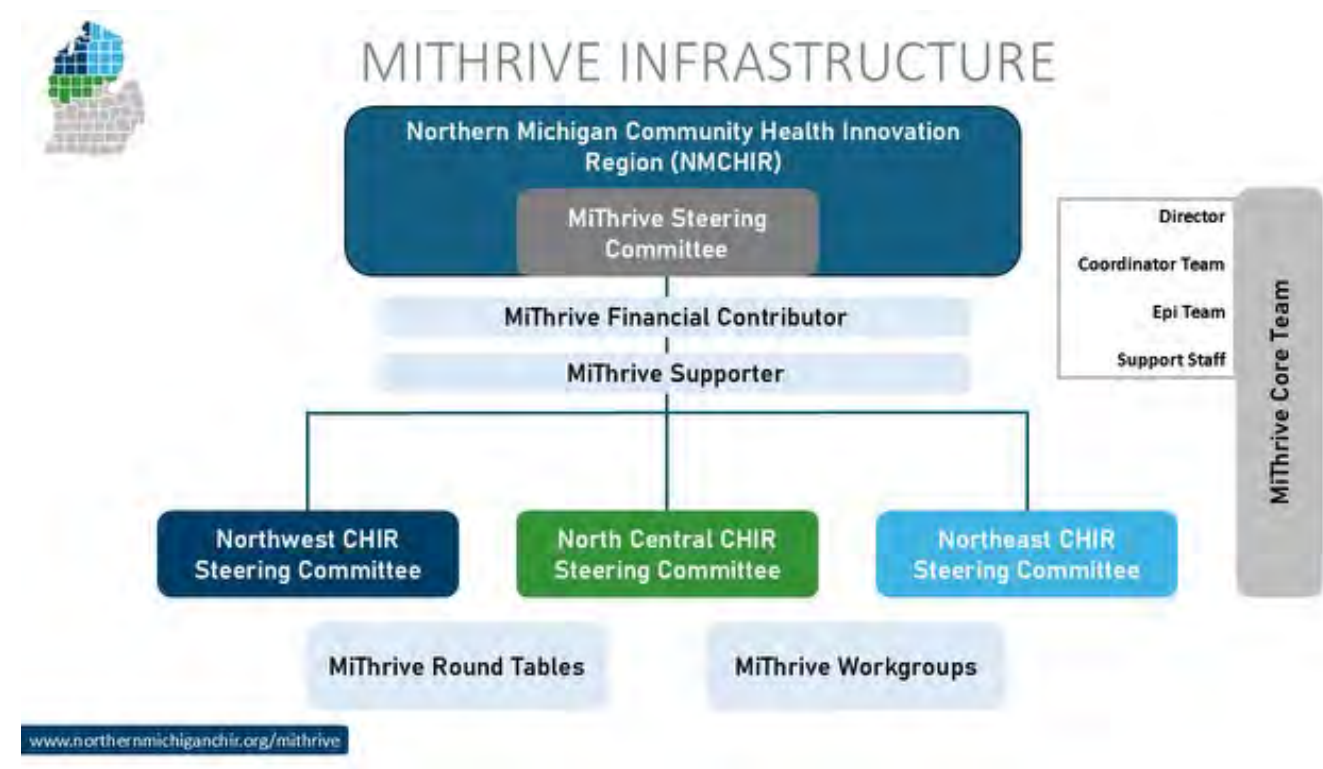 MITHRIVE INFRASTRUCTURE
Northern Michigan Community Health Innovation
Region (NMCHIR)
MiThrive Steering
Committee
MiThrive Financial Contributor
MiThrive Supporter
Director
Coordinator Team
Epi Team
Support Staff
MiThrive Core Team
Northwest CHIR
Steering Committee
North Central CHIR
Steering Committee
Northeast CHIR
Steering Committee
MiThrive Round Tables
MiThrive Workgroups
www.northernmichiganchir.org/mithrive